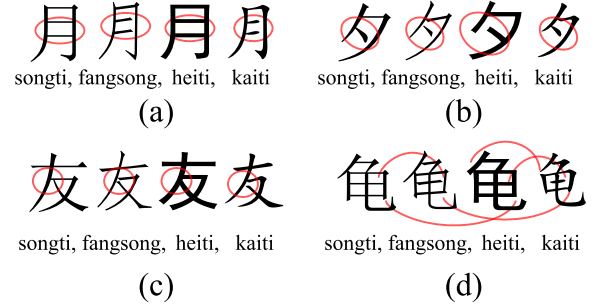 月 月 月 月
songti, fangsong, heiti, kaiti
(a)
夕 夕 夕 夕
songti, fangsong, heiti, kaiti
(b)
友 友 友 友
songti, fangsong, heiti, kaiti
(c)
龟 龟 龟 龟
songti, fangsong, heiti, kaiti
(d)